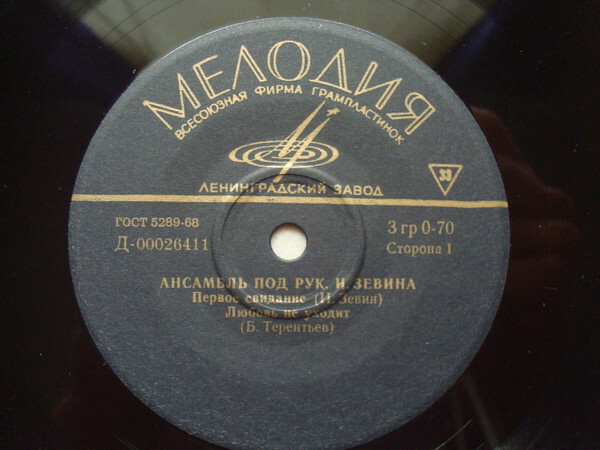 МЕЛОДИЯ
ВСЕСОЮЗНАЯ ФИРМА ГРАМПЛАСТИНОК
ЛЕНИНГРАДСКИЙ ЗАВОД
33
ГОСТ 5289-68
Д-00026411
3 гр 0-70
Сторона 1
АНСАМБЛЬ ПОД РУК. И. ЗЕВИНА
Первое свидание (И. Зевин)
Любовь не уходит
(Б. Терентьев)